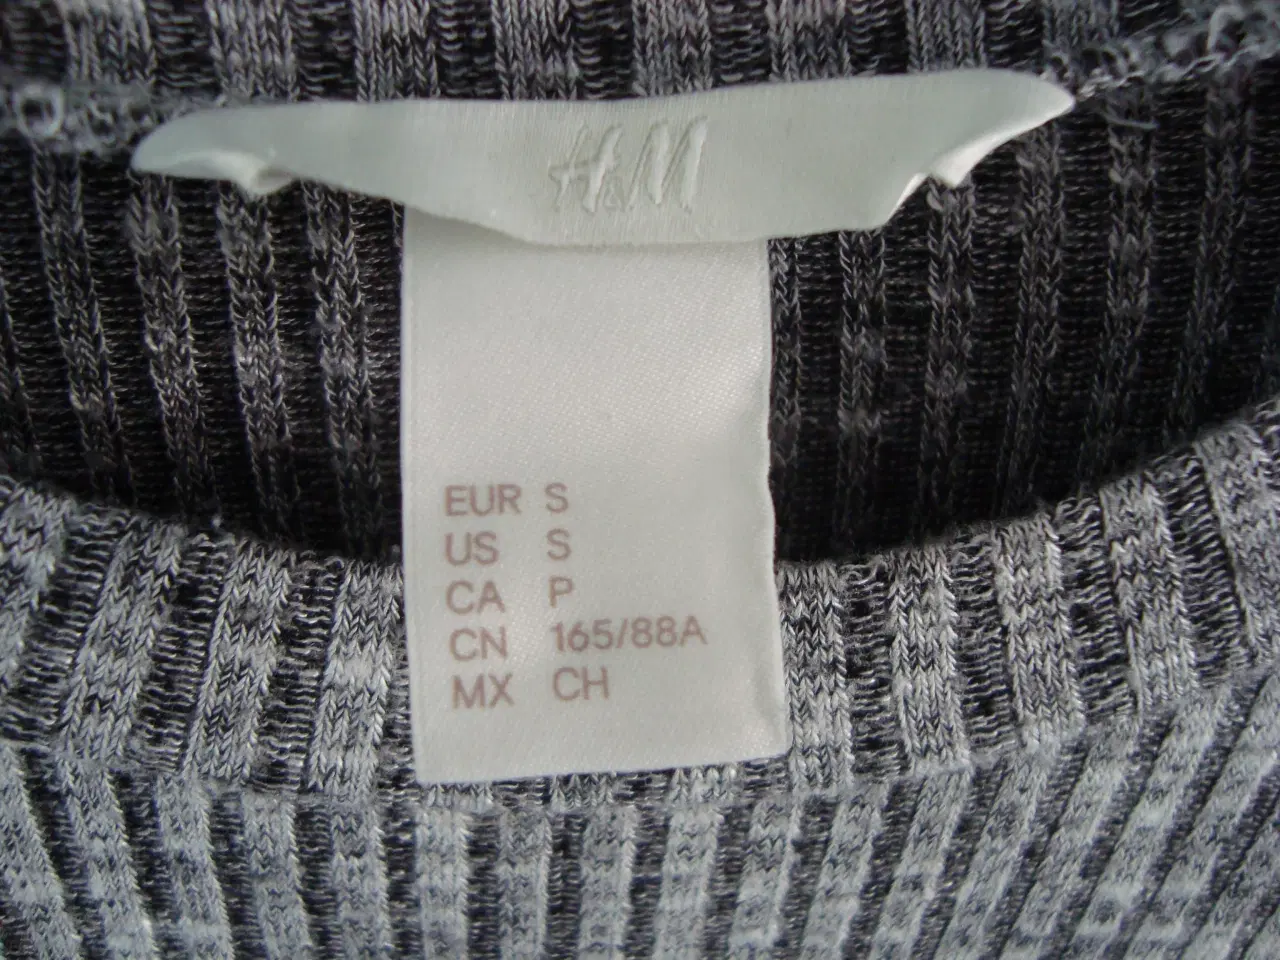 H&M
EUR S
US S
CA P
CN 165/88A
MX CH